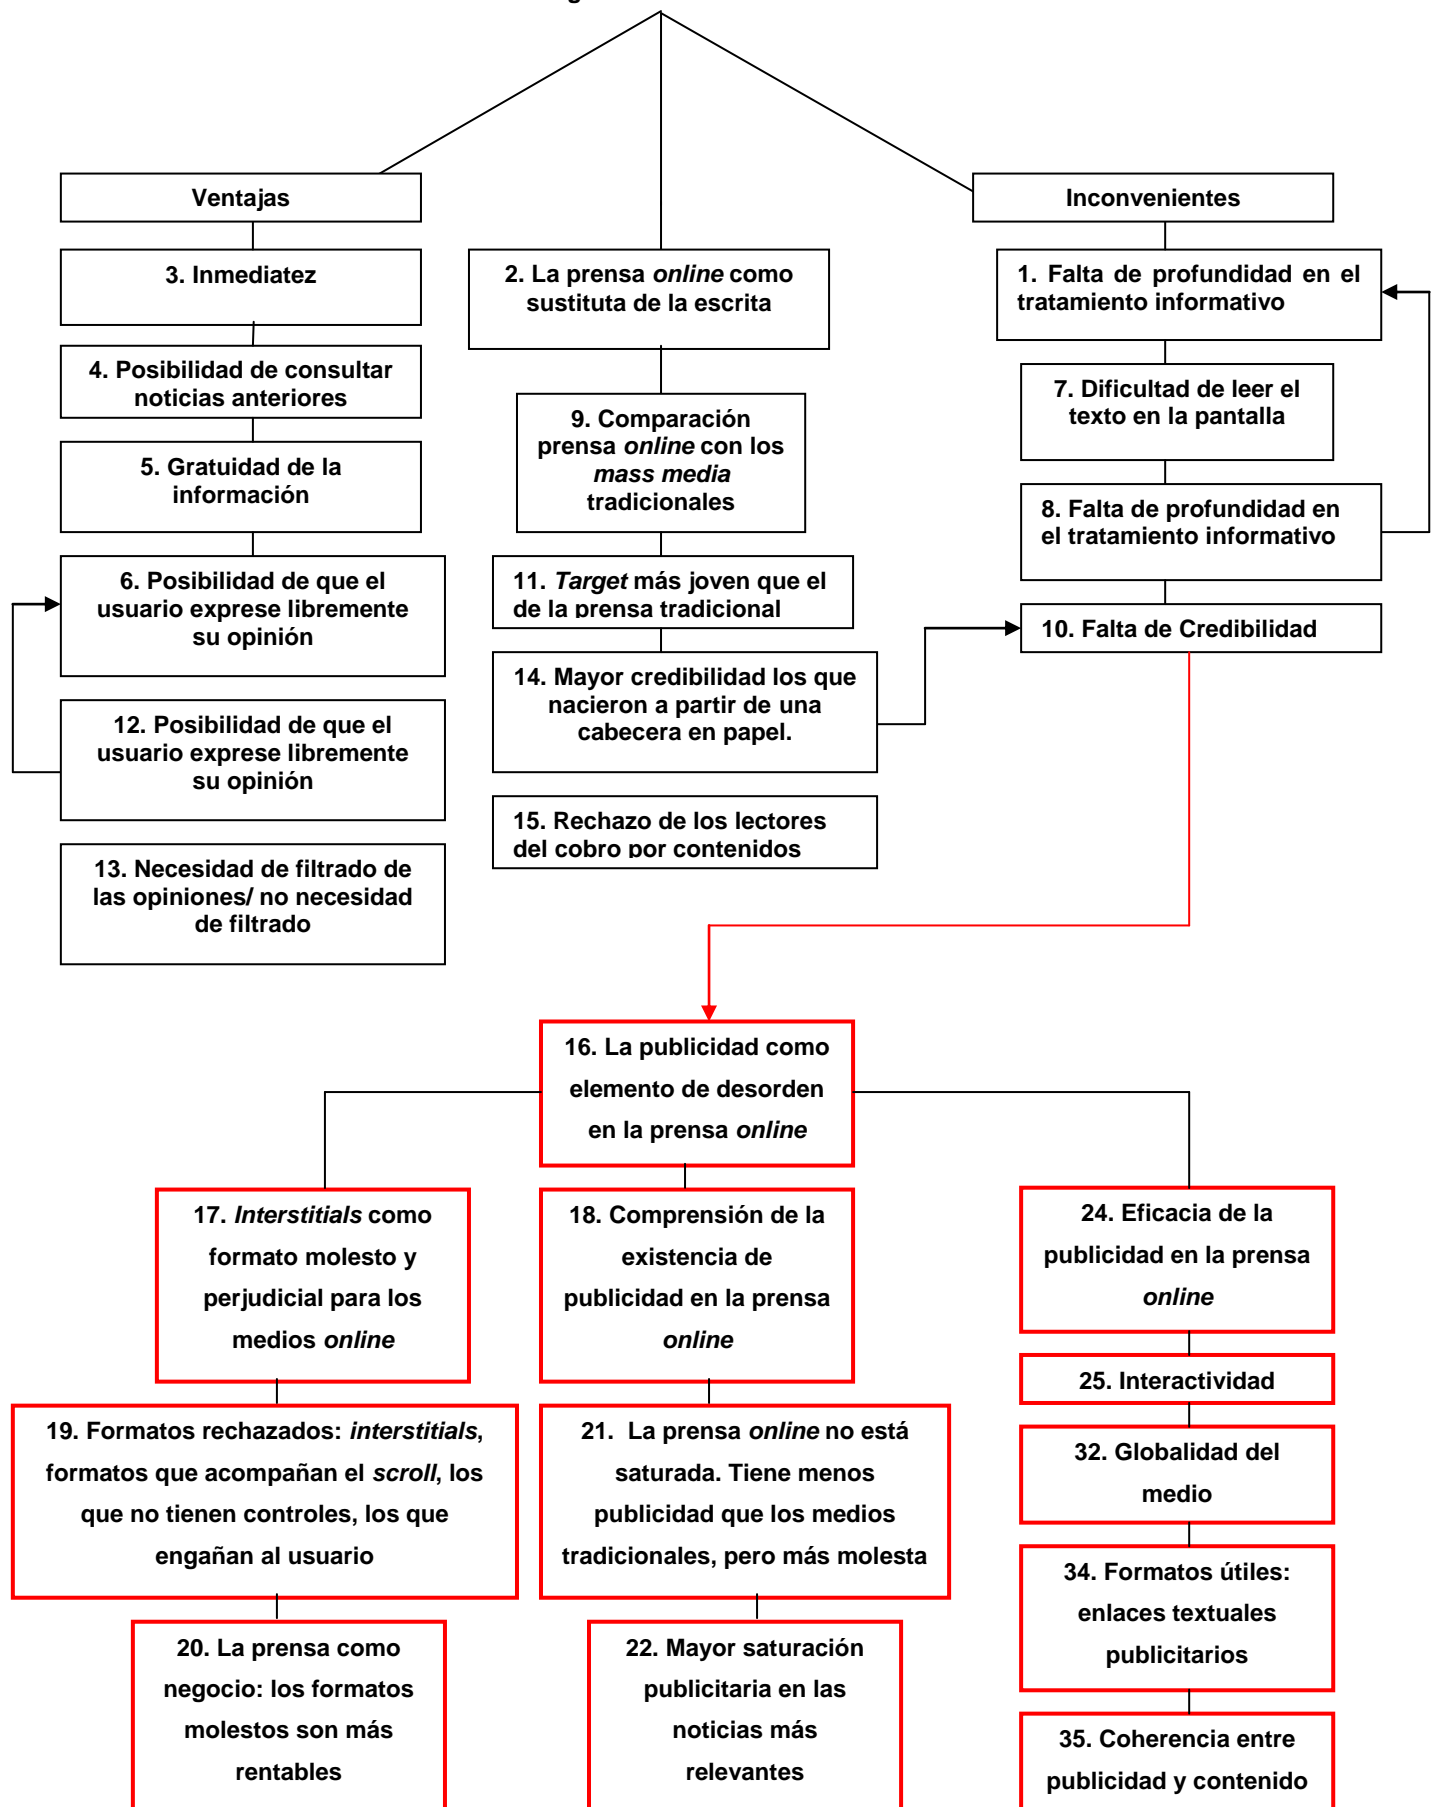 Ventajas
Inconvenientes
3. Inmediatez
2. La prensa online como
sustituta de la escrita
1. Falta de profundidad en el
tratamiento informativo
4. Posibilidad de consultar
noticias anteriores
7. Dificultad de leer el
texto en la pantalla
9. Comparación
prensa online con los
mass media
tradicionales
5. Gratuidad de la
información
8. Falta de profundidad en
el tratamiento informativo
6. Posibilidad de que el
usuario exprese libremente
su opinión
11. Target más joven que el
de la prensa tradicional
10. Falta de Credibilidad
14. Mayor credibilidad los que
nacieron a partir de una
cabecera en papel.
12. Posibilidad de que el
usuario exprese libremente
su opinión
15. Rechazo de los lectores
del cobro por contenidos
13. Necesidad de filtrado de
las opiniones/ no necesidad
de filtrado
16. La publicidad como
elemento de desorden
en la prensa online
17. Interstitials como
formato molesto y
perjudicial para los
medios online
18. Comprensión de la
existencia de
publicidad en la prensa
online
24. Eficacia de la
publicidad en la prensa
online
25. Interactividad
19. Formatos rechazados: interstitials,
formatos que acompañan el scroll, los
que no tienen controles, los que
engañan al usuario
21. La prensa online no está
saturada. Tiene menos
publicidad que los medios
tradicionales, pero más molesta
32. Globalidad del
medio
34. Formatos útiles:
enlaces textuales
publicitarios
20. La prensa como
negocio: los formatos
molestos son más
rentables
22. Mayor saturación
publicitaria en las
noticias más
relevantes
35. Coherencia entre
publicidad y contenido